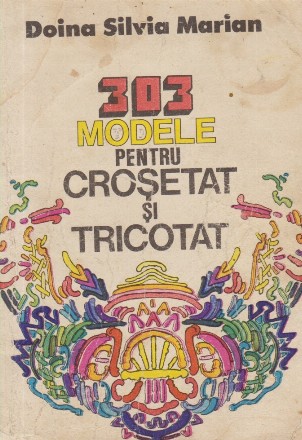 Doina Silvia Marian
303
MODELE
PENTRU
CROȘETAT
ȘI
TRICOTAT